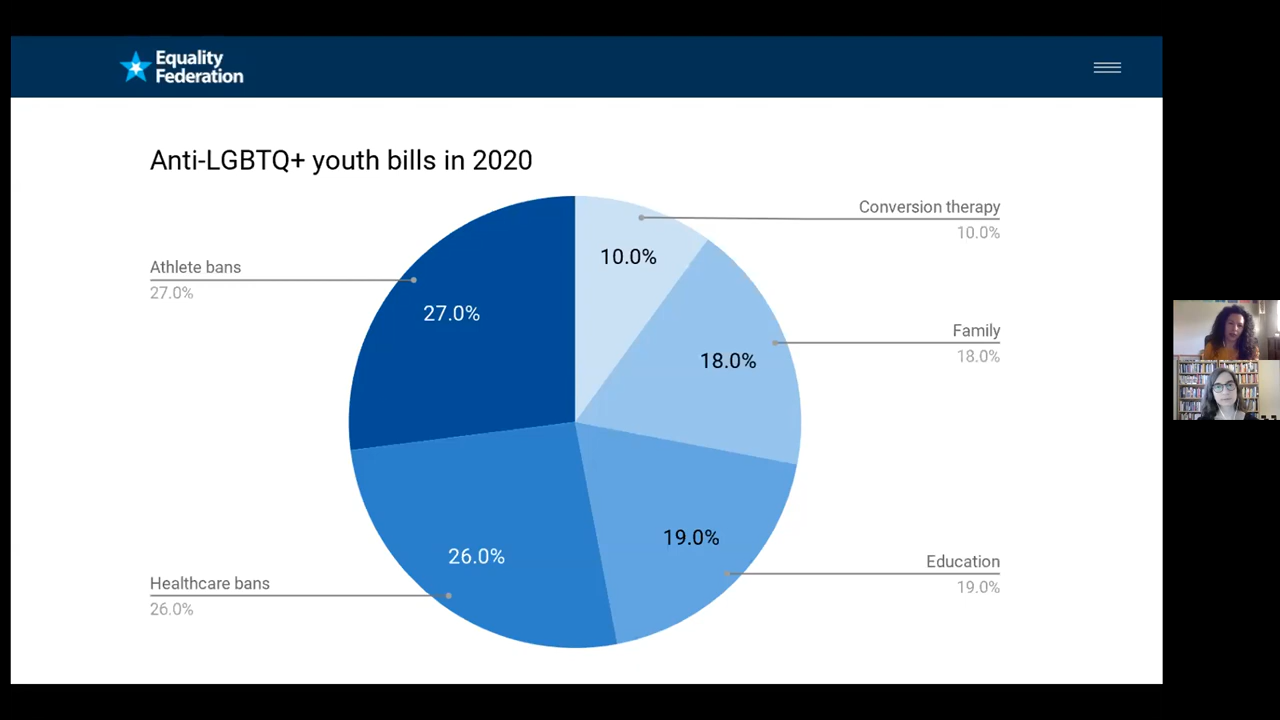 Equality
Federation
Anti-LGBTQ+ youth bills in 2020
Conversion therapy
10.0%
10.0%
Athlete bans
27.0%
27.0%
Family
18.0%
18.0%
19.0%
Education
19.0%
26.0%
Healthcare bans
26.0%